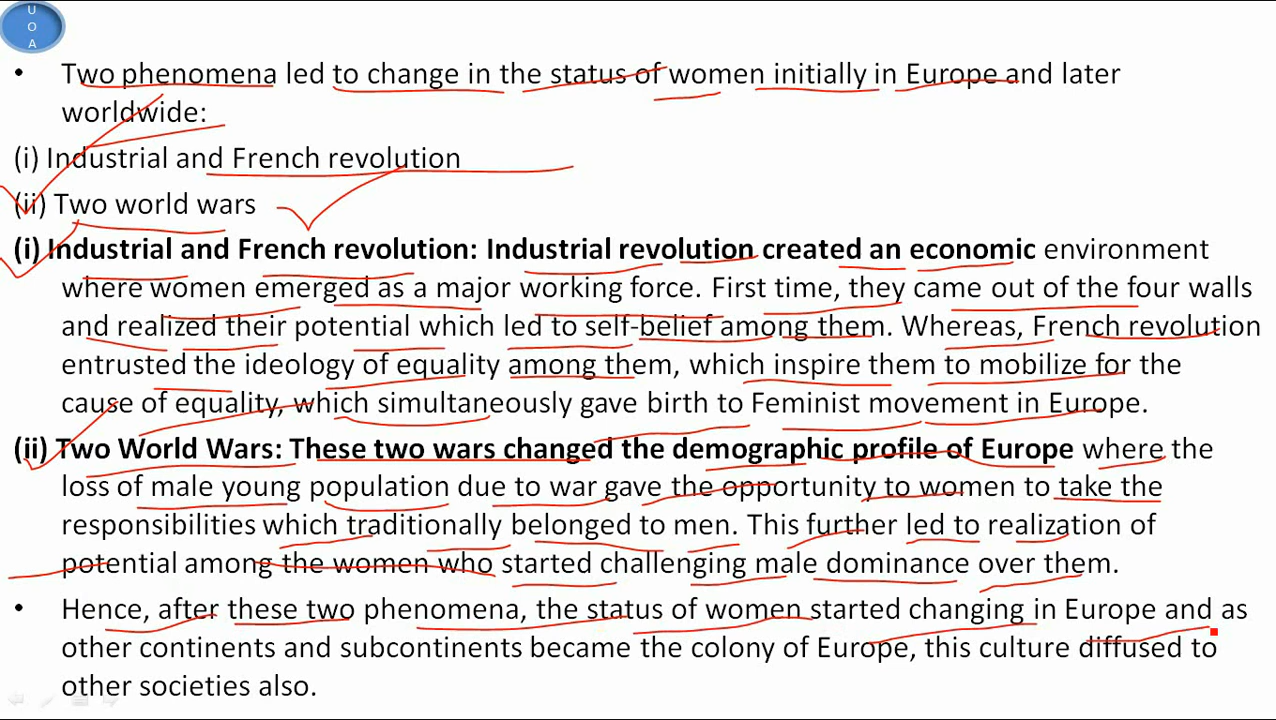 U
O
A
• Two phenomena led to change in the status of women initially in Europe and later
worldwide:
(i) Industrial and French revolution
(ii) Two world wars
(i) Industrial and French revolution: Industrial revolution created an economic environment
where women emerged as a major working force. First time, they came out of the four walls
and realized their potential which led to self-belief among them. Whereas, French revolution
entrusted the ideology of equality among them, which inspire them to mobilize for the
cause of equality, which simultaneously gave birth to Feminist movement in Europe.
(ii) Two World Wars: These two wars changed the demographic profile of Europe where the
loss of male young population due to war gave the opportunity to women to take the
responsibilities which traditionally belonged to men. This further led to realization of
potential among the women who started challenging male dominance over them.
• Hence, after these two phenomena, the status of women started changing in Europe and as
other continents and subcontinents became the colony of Europe, this culture diffused to
other societies also.